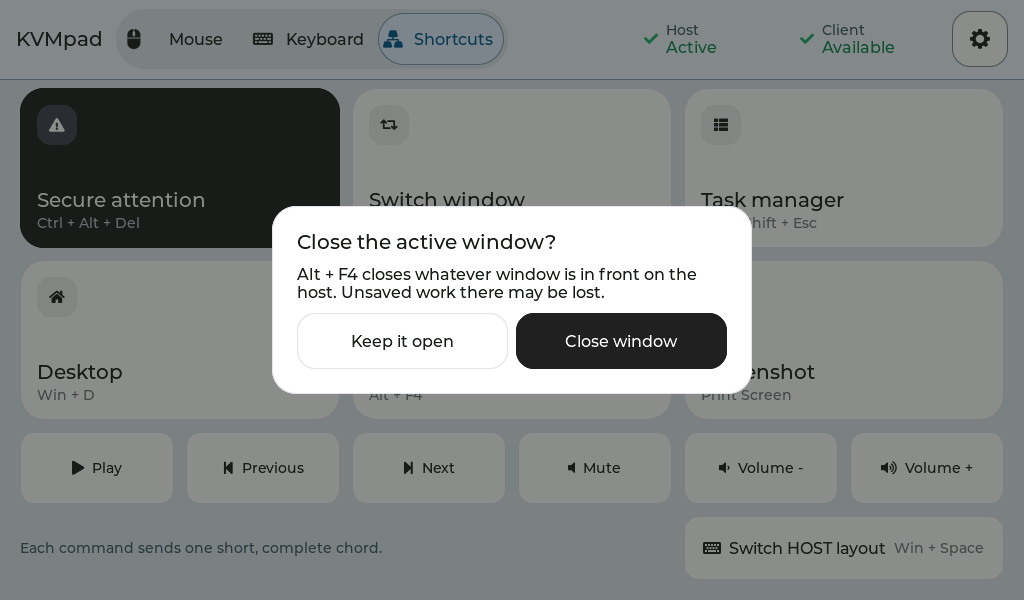 KVMpad
Mouse
Keyboard
Shortcuts
Host
Active
Client
Available
Secure attention
Ctrl + Alt + Del
Switch window
Task manager
hift + Esc
Close the active window?
Alt + F4 closes whatever window is in front on the
host. Unsaved work there may be lost.
Keep it open
Close window
Desktop
Win + D
Alt + F4
enshot
Print Screen
Play
Previous
Next
Mute
Volume -
Volume +
Each command sends one short, complete chord.
Switch HOST layout Win + Space